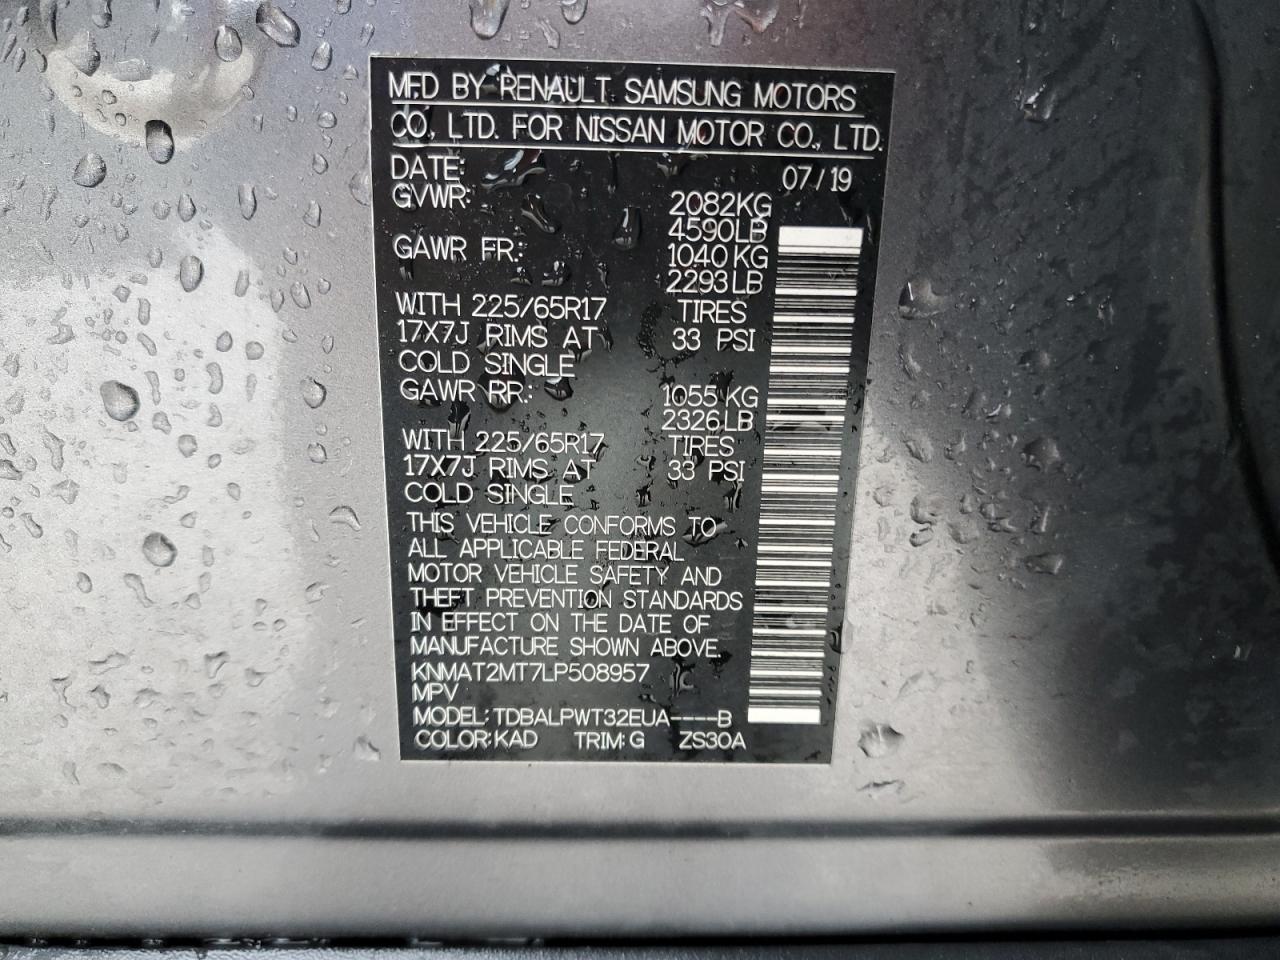 MFD BY RENAULT SAMSUNG MOTORS
CO., LTD. FOR NISSAN MOTOR CO., LTD.
DATE: 07/19
GVWR: 2082KG
4590LB
GAWR FR: 1040KG
2293LB
WITH 225/65R17 TIRES
17X7J RIMS AT 33 PSI
COLD SINGLE
GAWR RR: 1055KG
2326LB
WITH 225/65R17 TIRES
17X7J RIMS AT 33 PSI
COLD SINGLE
THIS VEHICLE CONFORMS TO
ALL APPLICABLE FEDERAL
MOTOR VEHICLE SAFETY AND
THEFT PREVENTION STANDARDS
IN EFFECT ON THE DATE OF
MANUFACTURE SHOWN ABOVE.
KNMAT2MT7LP508957
MPV
MODEL: TDBALPWT32EUA----B
COLOR: KAD TRIM: G ZS30A